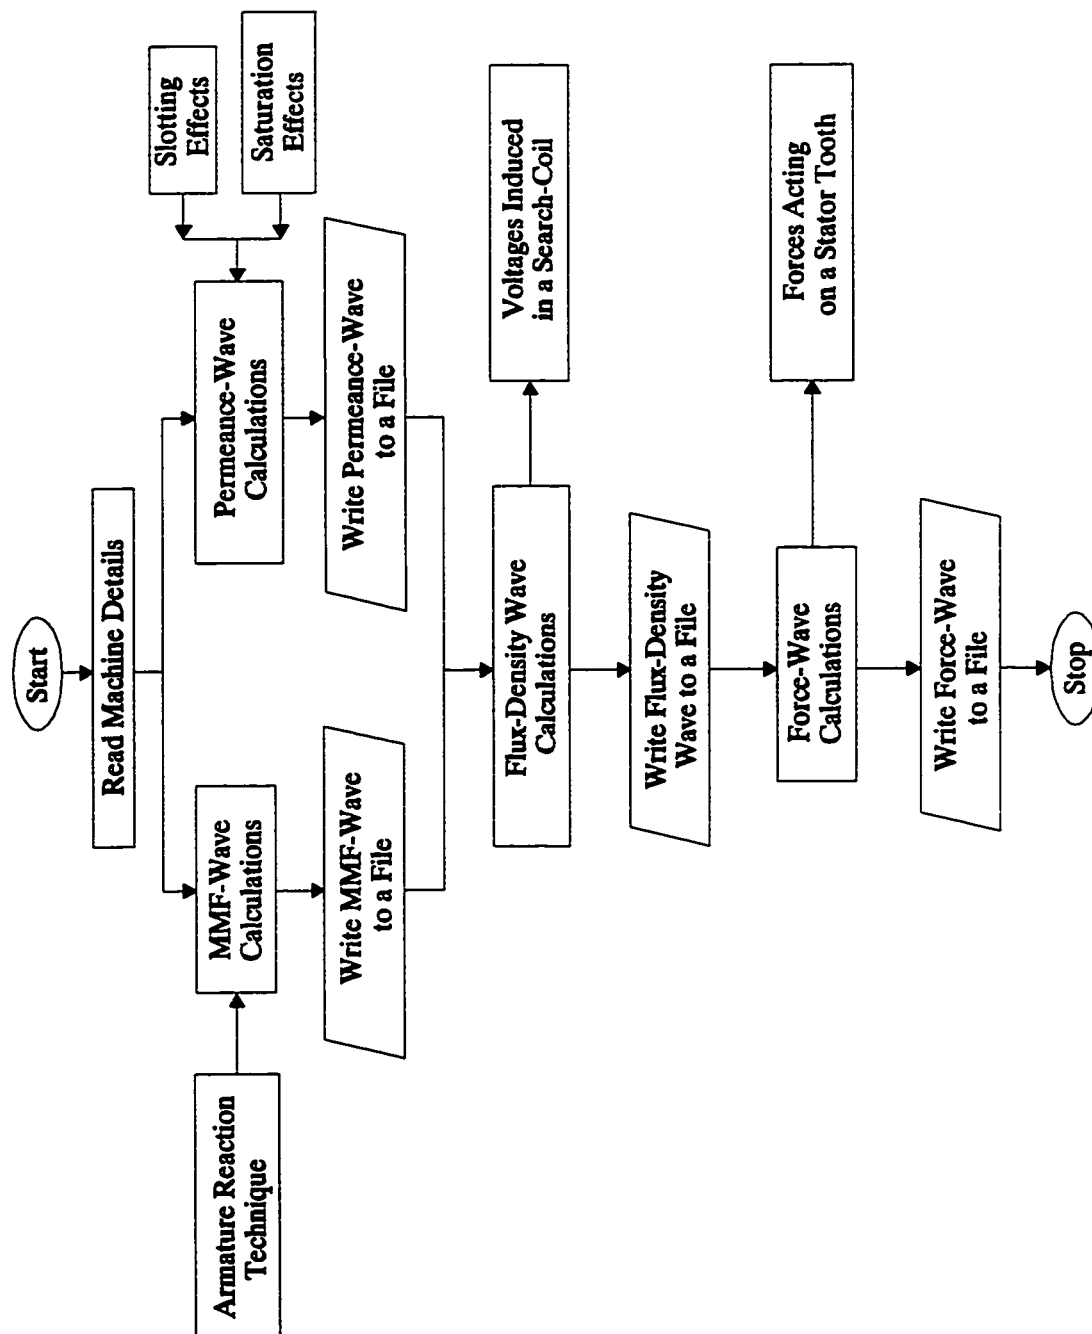 Start
Read Machine Details
Armature Reaction
Technique
MMF-Wave
Calculations
Permeance-Wave
Calculations
Slotting
Effects
Saturation
Effects
Write MMF-Wave
to a File
Write Permeance-Wave
to a File
Flux-Density Wave
Calculations
Voltages Induced
in a Search-Coil
Write Flux-Density
Wave to a File
Force-Wave
Calculations
Forces Acting
on a Stator Tooth
Write Force-Wave
to a File
Stop